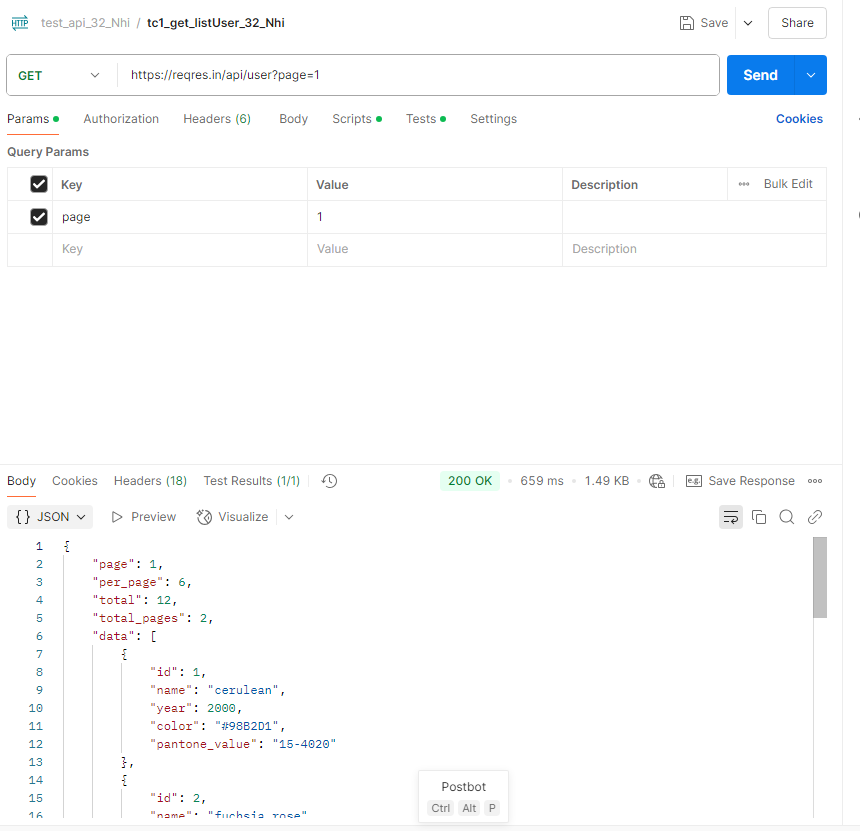 HTTP test_api_32_Nhi / tc1_get_listUser_32_Nhi Save Share
GET https://reqres.in/api/user?page=1 Send
Params Authorization Headers (6) Body Scripts Tests Settings Cookies
Query Params
Key Value Description Bulk Edit
page 1
Key Value Description
Body Cookies Headers (18) Test Results (1/1) 200 OK 659 ms 1.49 KB e.g. Save Response
{} JSON Preview Visualize
1 {
2 "page": 1,
3 "per_page": 6,
4 "total": 12,
5 "total_pages": 2,
6 "data": [
7 {
8 "id": 1,
9 "name": "cerulean",
10 "year": 2000,
11 "color": "#98B2D1",
12 "pantone_value": "15-4020"
13 },
14 {
15 "id": 2,
16 "name": "fuchsia rose"
Postbot
Ctrl Alt P